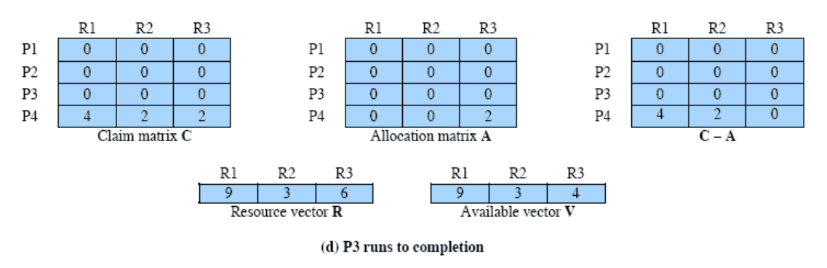 R1 R2 R3 R1 R2 R3 R1 R2 R3
P1 0 0 0 P1 0 0 0 P1 0 0 0
P2 0 0 0 P2 0 0 0 P2 0 0 0
P3 0 0 0 P3 0 0 0 P3 0 0 0
P4 4 2 2 P4 0 0 2 P4 4 2 0
Claim matrix C Allocation matrix A C – A
R1 R2 R3 R1 R2 R3
9 3 6 9 3 4
Resource vector R Available vector V
(d) P3 runs to completion